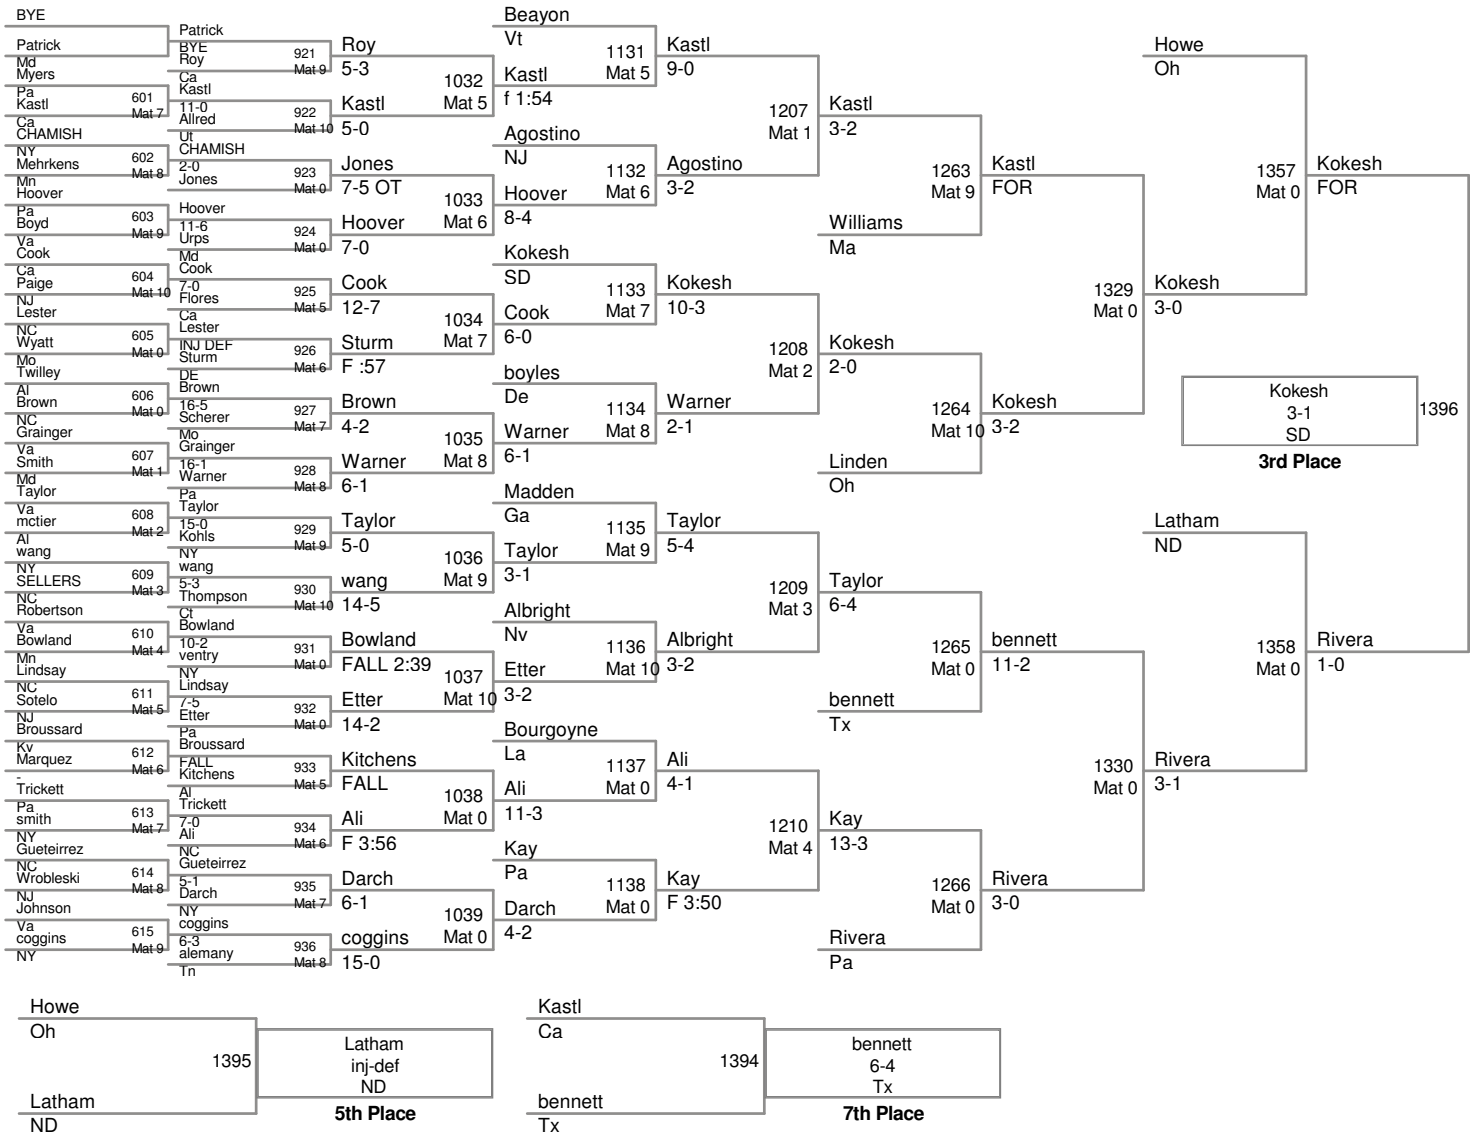 BYE
Patrick
Md
Myers
Pa
Kastl
Ca
CHAMISH
NY
Mehrkens
Mn
Hoover
Pa
Boyd
Va
Cook
Ca
Paige
NJ
Lester
NC
Wyatt
Mo
Twilley
Al
Brown
NC
Grainger
Va
Smith
Md
Taylor
Va
mctier
Al
wang
NY
SELLERS
NC
Robertson
Va
Bowland
Mn
Lindsay
NC
Sotelo
NJ
Broussard
Kv
Marquez
-
Trickett
Pa
smith
NY
Gueteirrez
NC
Wrobleski
NJ
Johnson
Va
coggins
NY
601
Mat 7
602
Mat 8
603
Mat 9
604
Mat 10
605
Mat 0
606
Mat 0
607
Mat 1
608
Mat 2
609
Mat 3
610
Mat 4
611
Mat 5
612
Mat 6
613
Mat 7
614
Mat 8
615
Mat 9
Patrick
BYE
Roy
Ca
Kastl
11-0
Allred
Ut
CHAMISH
2-0
Jones
Hoover
11-6
Urps
Md
Cook
7-0
Flores
Ca
Lester
INJ DEF
Sturm
DE
Brown
16-5
Scherer
Mo
Grainger
16-1
Warner
Pa
Taylor
15-0
Kohls
NY
wang
5-3
Thompson
Ct
Bowland
10-2
ventry
NY
Lindsay
7-5
Etter
Pa
Broussard
FALL
Kitchens
Al
Trickett
7-0
Ali
NC
Gueteirrez
5-1
Darch
NY
coggins
6-3
alemany
Tn
921
Mat 9
922
Mat 10
923
Mat 0
924
Mat 0
925
Mat 5
926
Mat 6
927
Mat 7
928
Mat 8
929
Mat 9
930
Mat 10
931
Mat 0
932
Mat 0
933
Mat 5
934
Mat 6
935
Mat 7
936
Mat 8
Roy
5-3
Kastl
5-0
Jones
7-5 OT
Hoover
7-0
Cook
12-7
Sturm
F :57
Brown
4-2
Warner
6-1
Taylor
5-0
wang
14-5
Bowland
FALL 2:39
Etter
14-2
Kitchens
FALL
Ali
F 3:56
Darch
6-1
coggins
15-0
1032
Mat 5
1033
Mat 6
1034
Mat 7
1035
Mat 8
1036
Mat 9
1037
Mat 10
1038
Mat 0
1039
Mat 0
Beayon
Vt
Kastl
f 1:54
Agostino
NJ
Hoover
8-4
Kokesh
SD
Cook
6-0
boyles
De
Warner
6-1
Madden
Ga
Taylor
3-1
Albright
Nv
Etter
3-2
Bourgoyne
La
Ali
11-3
Kay
Pa
Darch
4-2
1131
Mat 5
1132
Mat 6
1133
Mat 7
1134
Mat 8
1135
Mat 9
1136
Mat 10
1137
Mat 0
1138
Mat 0
Kastl
9-0
Agostino
3-2
Kokesh
10-3
Warner
2-1
Taylor
5-4
Albright
3-2
Ali
4-1
Kay
F 3:50
1207
Mat 1
1208
Mat 2
1209
Mat 3
1210
Mat 4
Kastl
3-2
Williams
Ma
Kokesh
2-0
Linden
Oh
Taylor
6-4
bennett
Tx
Kay
13-3
Rivera
Pa
1263
Mat 9
1264
Mat 10
1265
Mat 0
1266
Mat 0
Kastl
FOR
Kokesh
3-2
bennett
11-2
Rivera
3-0
1329
Mat 0
1330
Mat 0
Howe
Oh
Kokesh
3-0
Latham
ND
Rivera
3-1
1357
Mat 0
1358
Mat 0
Kokesh
FOR
Rivera
1-0
Kokesh
3-1
SD
1396
3rd Place
Howe
Oh
1395
Latham
ND
Latham
inj-def
ND
5th Place
Kastl
Ca
1394
bennett
Tx
bennett
6-4
Tx
7th Place